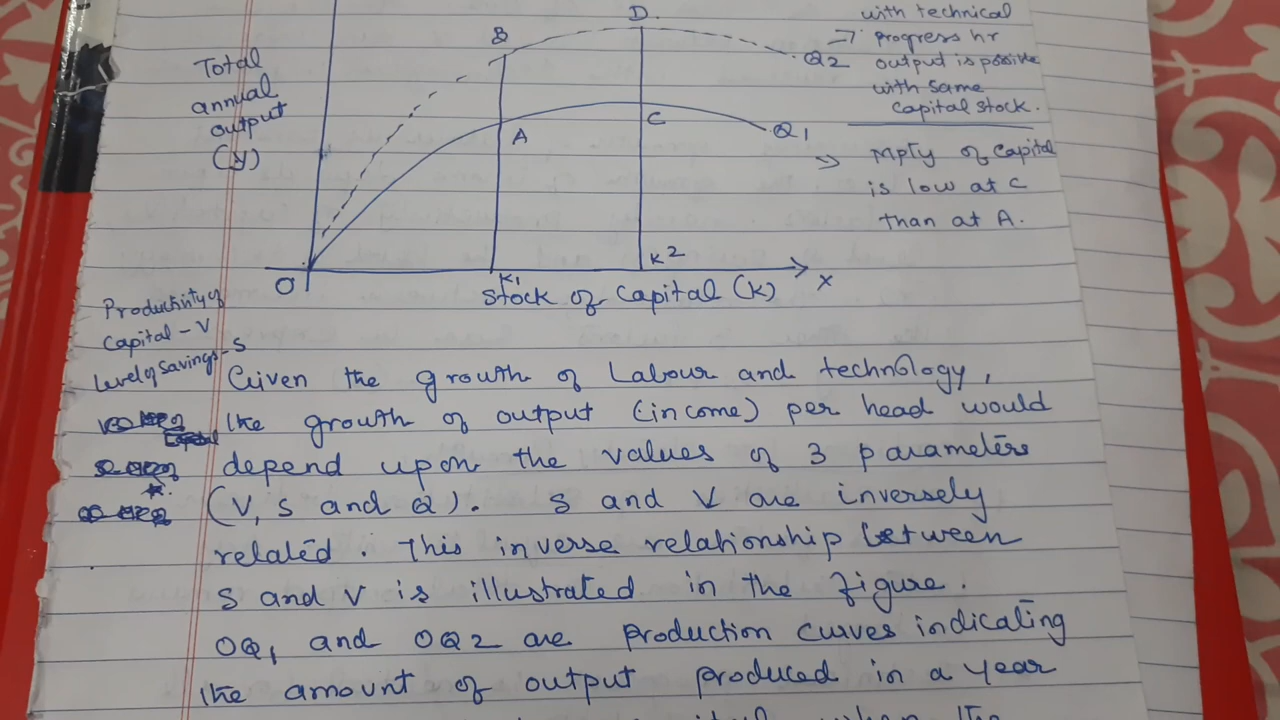 with technical
=7 progress hr
output is possible
with same
capital stock.
=> Mpty of capital
is low at C
than at A.
Total
annual
output
(Y)
B
D.
Q2
A
C
Q1
O
K1
K2
x
Stock of Capital (K)
Productivity of
Capital - V
Level of Savings - S
Given the growth of Labour and technology,
the growth of output (income) per head would
depend upon the values of 3 parameters
(V, S and Q). S and V are inversely
related. This inverse relationship between
S and V is illustrated in the figure.
OQ1 and OQ2 are production curves indicating
the amount of output produced in a year